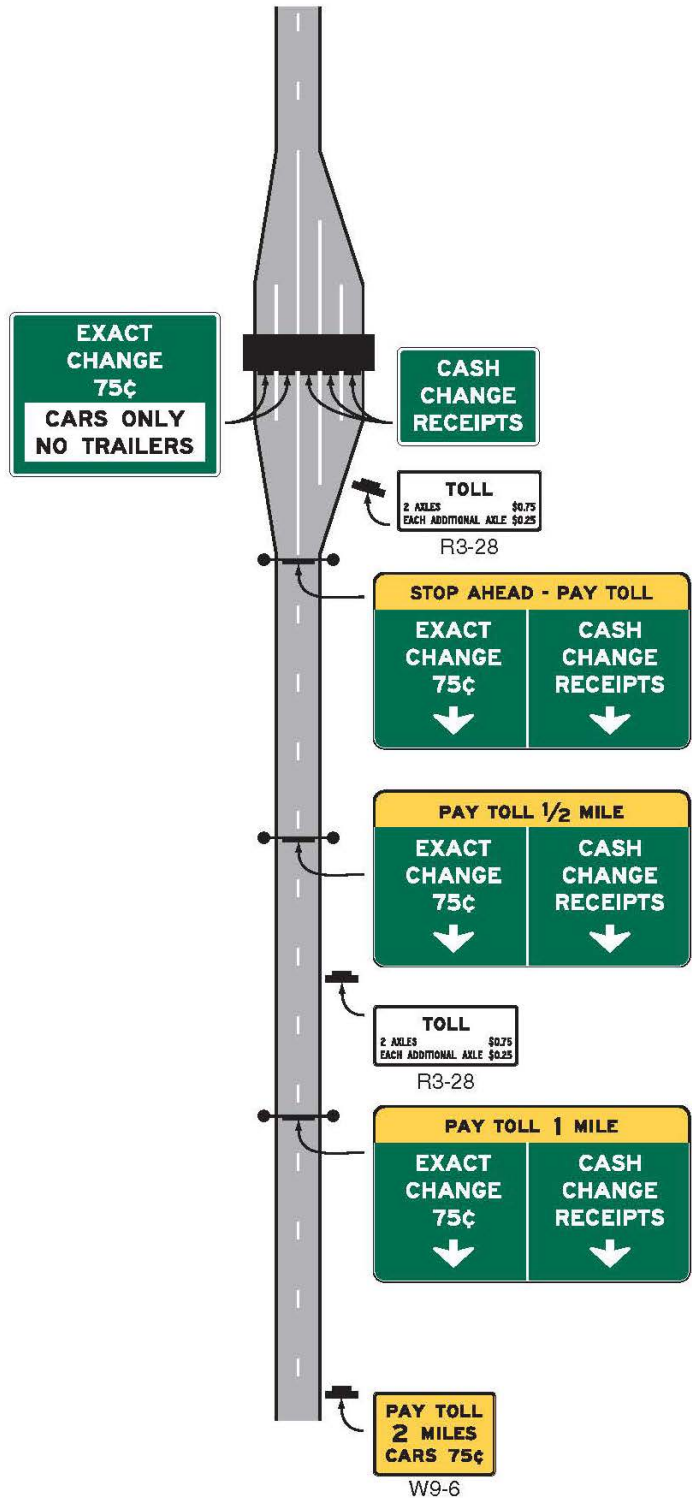 EXACT
CHANGE
75¢
CARS ONLY
NO TRAILERS
CASH
CHANGE
RECEIPTS
TOLL
2 AXLES $0.75
EACH ADDITIONAL AXLE $0.25
R3-28
STOP AHEAD - PAY TOLL
EXACT
CHANGE
75¢
CASH
CHANGE
RECEIPTS
PAY TOLL 1/2 MILE
EXACT
CHANGE
75¢
CASH
CHANGE
RECEIPTS
TOLL
2 AXLES $0.75
EACH ADDITIONAL AXLE $0.25
R3-28
PAY TOLL 1 MILE
EXACT
CHANGE
75¢
CASH
CHANGE
RECEIPTS
PAY TOLL
2 MILES
CARS 75¢
W9-6